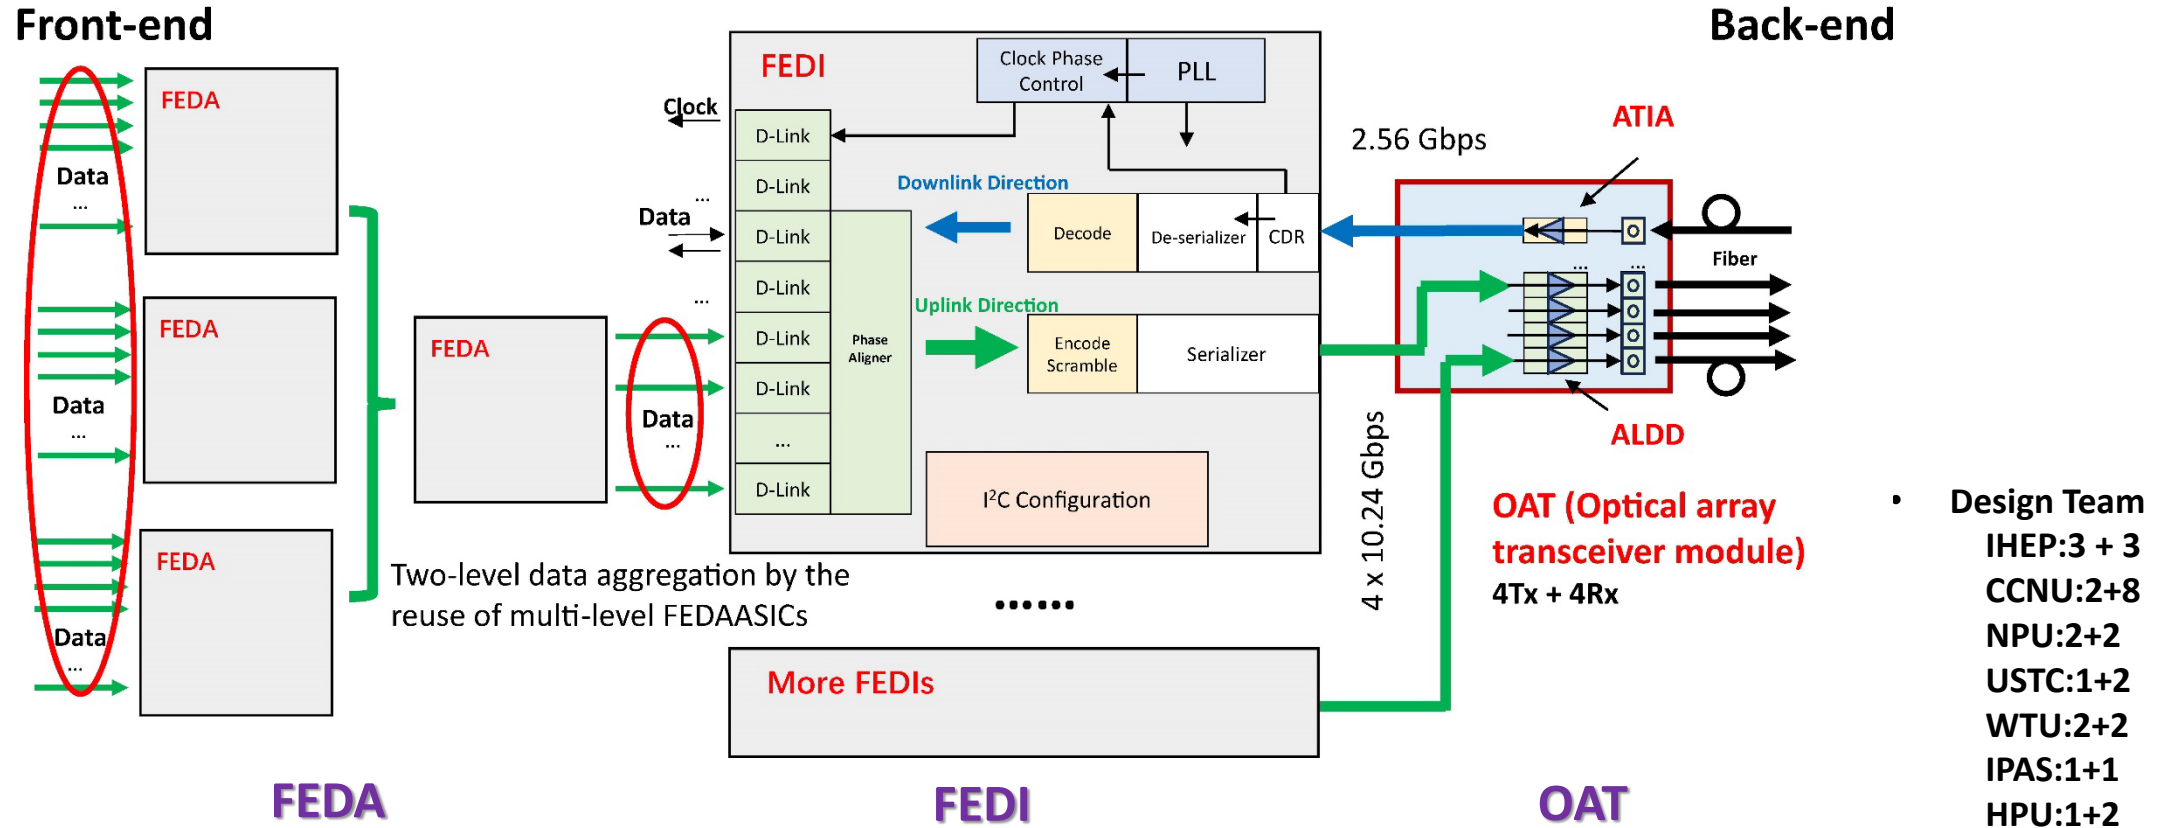 Front-end
Back-end
FEDA
Data
...
FEDA
Data
...
FEDA
Data
...
FEDA
Two-level data aggregation by the
reuse of multi-level FEDAASICs
Data
...
Clock
...
Data
...
FEDI
Clock Phase
Control
PLL
D-Link
D-Link
D-Link
D-Link
D-Link
D-Link
...
D-Link
Phase
Aligner
Downlink Direction
Decode
De-serializer
CDR
Uplink Direction
Encode
Scramble
Serializer
I²C Configuration
......
More FEDIs
2.56 Gbps
4 x 10.24 Gbps
ATIA
...
...
Fiber
ALDD
OAT (Optical array
transceiver module)
4Tx + 4Rx
• Design Team
IHEP:3 + 3
CCNU:2+8
NPU:2+2
USTC:1+2
WTU:2+2
IPAS:1+1
HPU:1+2
FEDA
FEDI
OAT